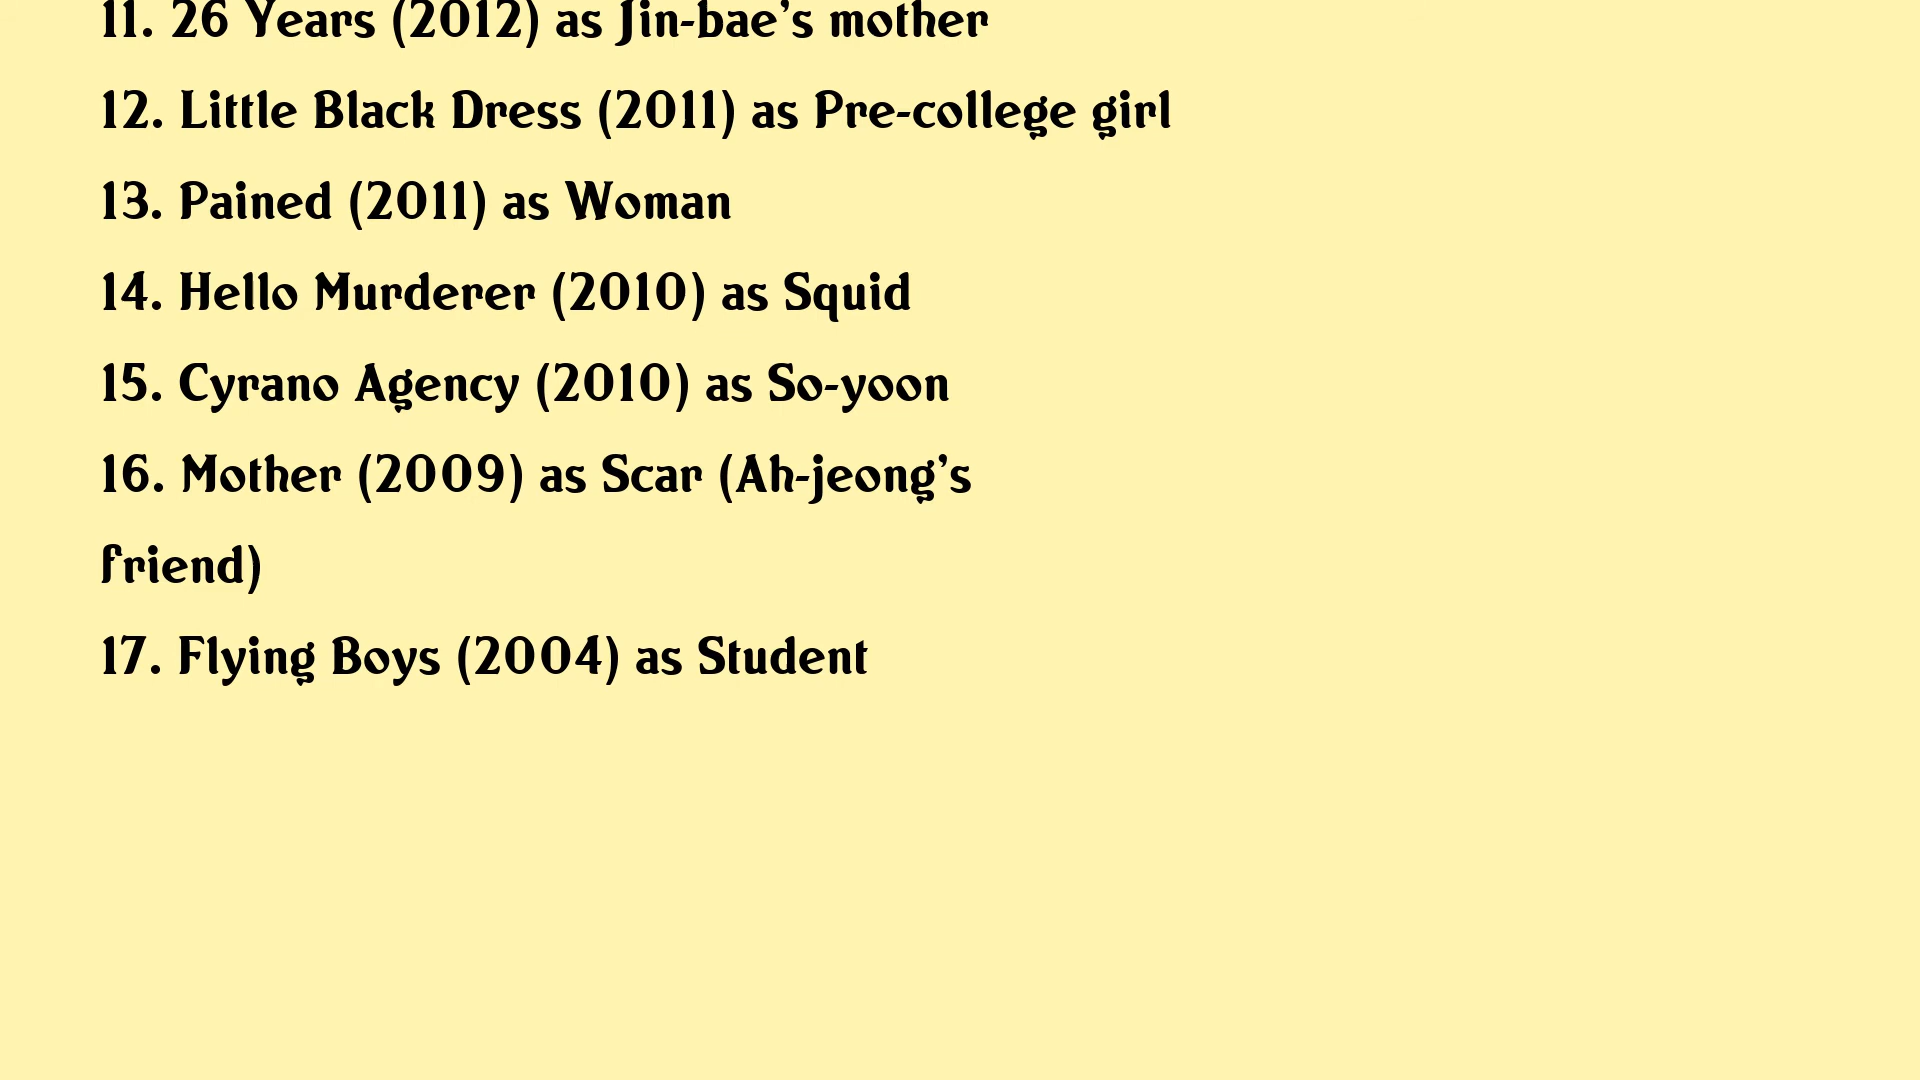 11. 26 Years (2012) as Jin-bae's mother
12. Little Black Dress (2011) as Pre-college girl
13. Pained (2011) as Woman
14. Hello Murderer (2010) as Squid
15. Cyrano Agency (2010) as So-yoon
16. Mother (2009) as Scar (Ah-jeong's
friend)
17. Flying Boys (2004) as Student